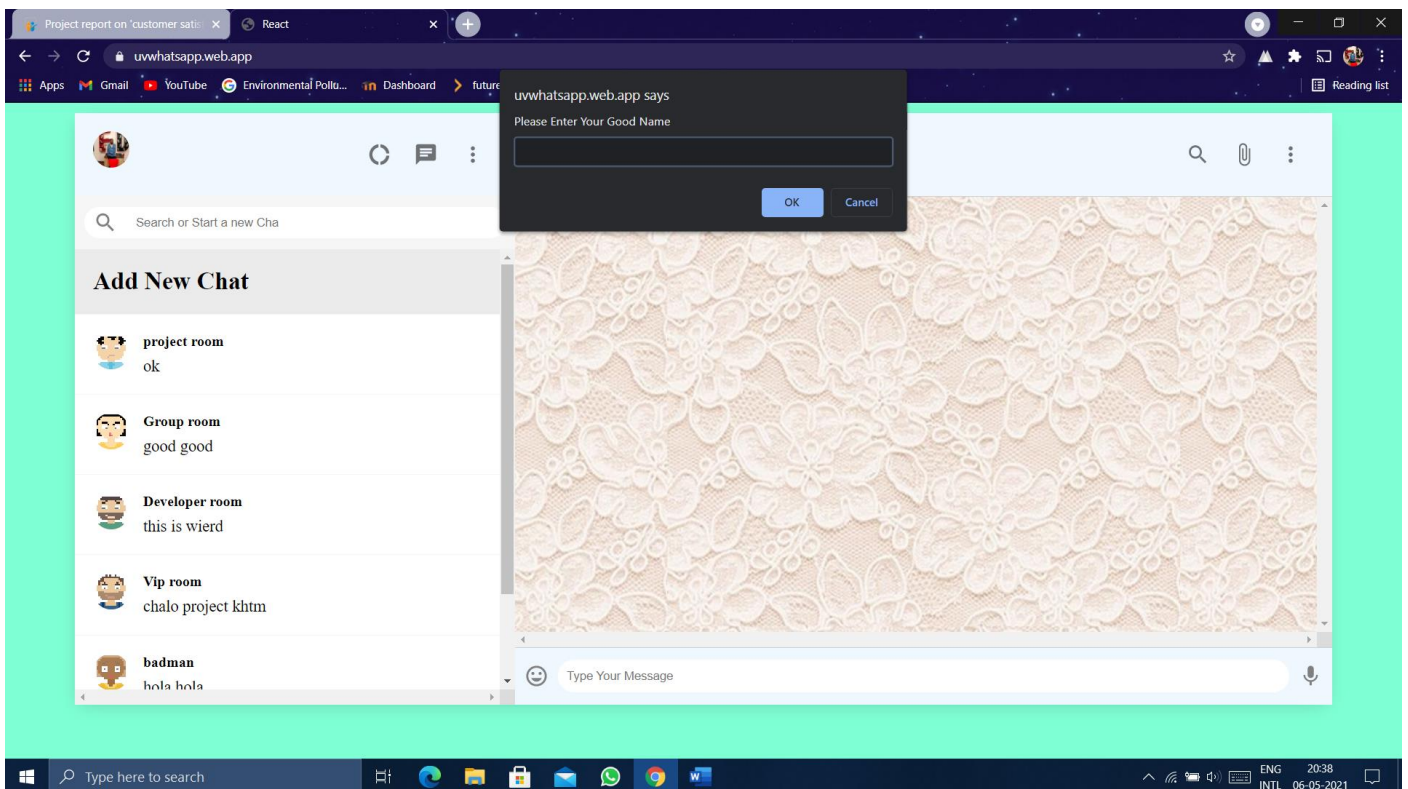 Project report on 'customer satis
React
uvwhatsapp.web.app
Apps
Gmail
YouTube
Environmental Pollu...
Dashboard
future
Reading list
uvwhatsapp.web.app says
Please Enter Your Good Name
OK
Cancel
Search or Start a new Cha
Add New Chat
project room
ok
Group room
good good
Developer room
this is wierd
Vip room
chalo project khtm
badman
hola hola
Type Your Message
Type here to search
ENG
INTL
20:38
06-05-2021